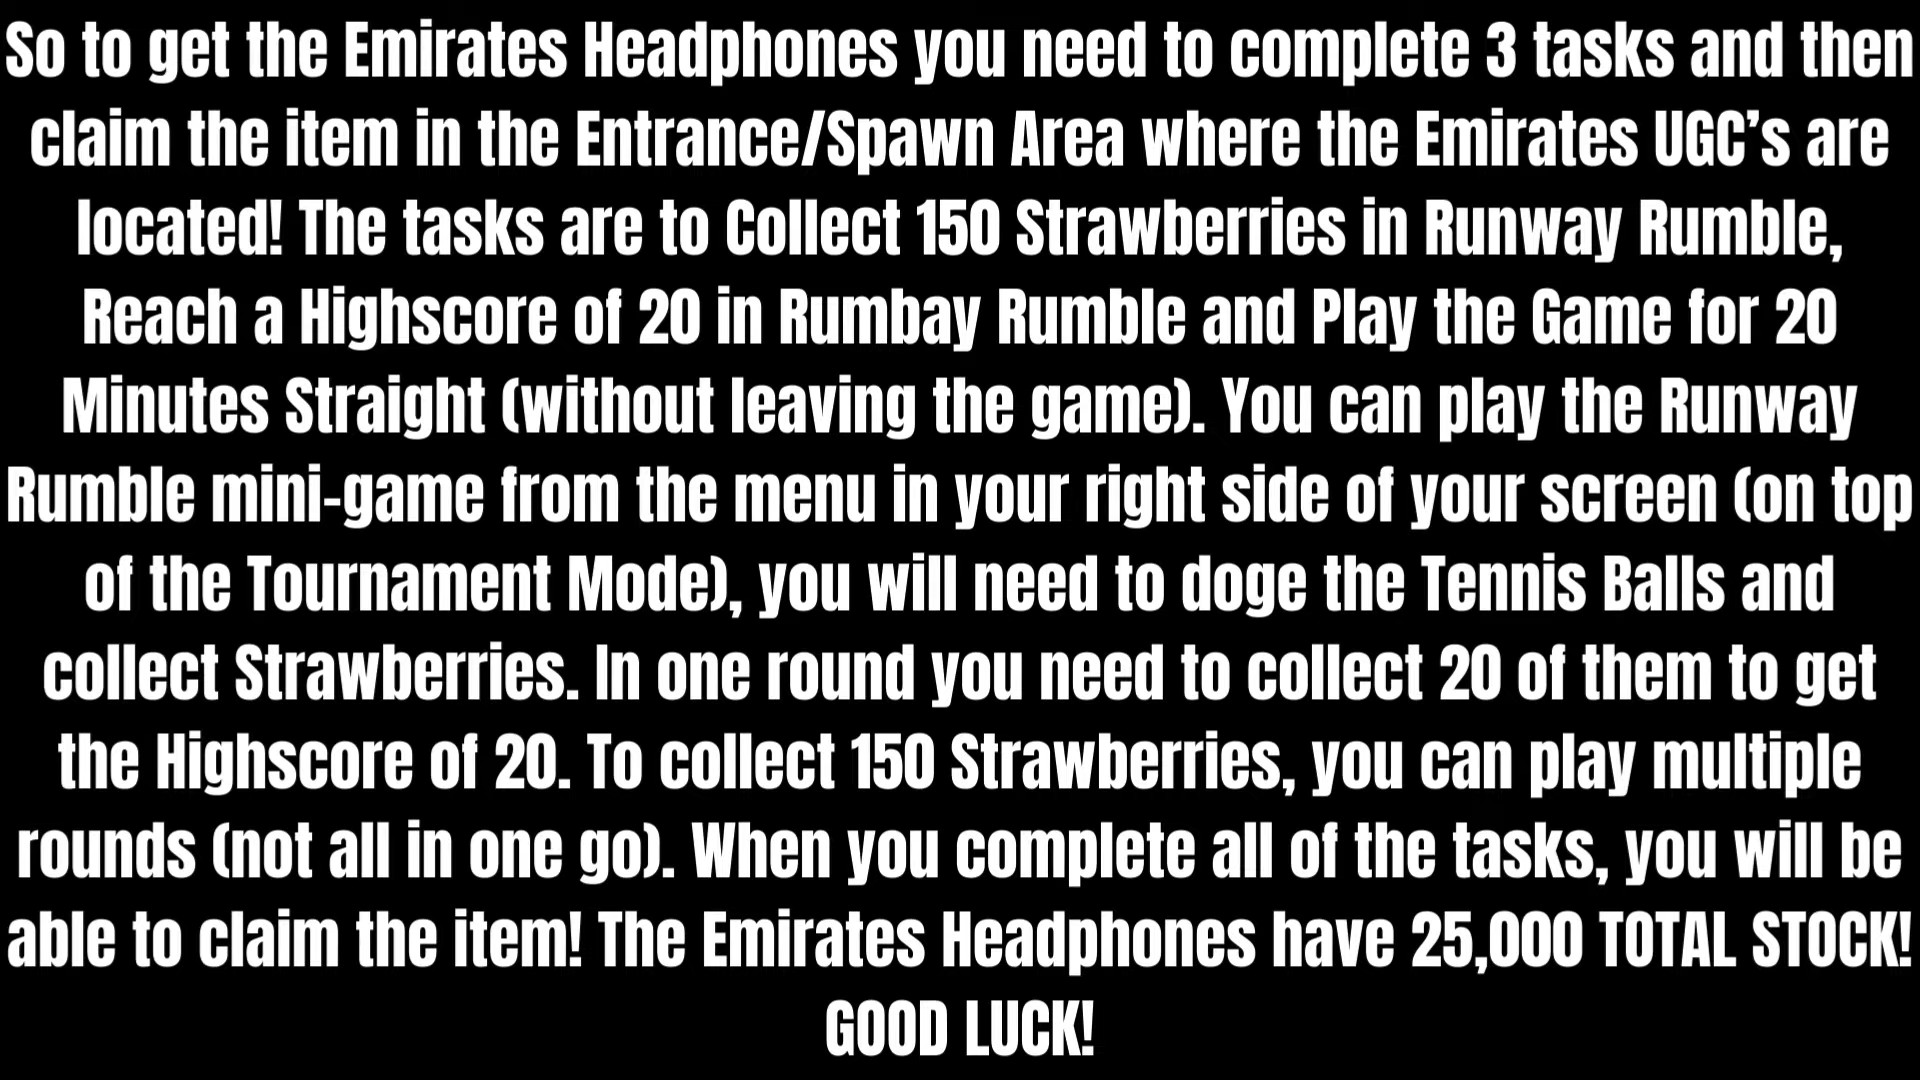 So to get the Emirates Headphones you need to complete 3 tasks and then
claim the item in the Entrance/Spawn Area where the Emirates UGC’s are
located! The tasks are to Collect 150 Strawberries in Runway Rumble,
Reach a Highscore of 20 in Rumbay Rumble and Play the Game for 20
Minutes Straight (without leaving the game). You can play the Runway
Rumble mini-game from the menu in your right side of your screen (on top
of the Tournament Mode), you will need to doge the Tennis Balls and
collect Strawberries. In one round you need to collect 20 of them to get
the Highscore of 20. To collect 150 Strawberries, you can play multiple
rounds (not all in one go). When you complete all of the tasks, you will be
able to claim the item! The Emirates Headphones have 25,000 TOTAL STOCK!
GOOD LUCK!